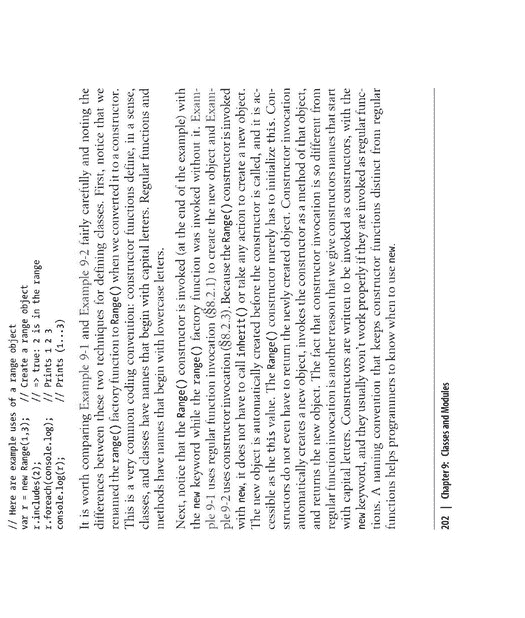 // Here are example uses of a range object
var r = new Range(1,3);   // Create a range object
r.includes(2);            // => true: 2 is in the range
r.foreach(console.log);   // Prints 1 2 3
console.log(r);           // Prints (1...3)
It is worth comparing Example 9-1 and Example 9-2 fairly carefully and noting the
differences between these two techniques for defining classes. First, notice that we
renamed the range() factory function to Range() when we converted it to a constructor.
This is a very common coding convention: constructor functions define, in a sense,
classes, and classes have names that begin with capital letters. Regular functions and
methods have names that begin with lowercase letters.
Next, notice that the Range() constructor is invoked (at the end of the example) with
the new keyword while the range() factory function was invoked without it. Exam-
ple 9-1 uses regular function invocation (§8.2.1) to create the new object and Exam-
ple 9-2 uses constructor invocation (§8.2.3). Because the Range() constructor is invoked
with new, it does not have to call inherit() or take any action to create a new object.
The new object is automatically created before the constructor is called, and it is ac-
cessible as the this value. The Range() constructor merely has to initialize this. Con-
structors do not even have to return the newly created object. Constructor invocation
automatically creates a new object, invokes the constructor as a method of that object,
and returns the new object. The fact that constructor invocation is so different from
regular function invocation is another reason that we give constructors names that start
with capital letters. Constructors are written to be invoked as constructors, with the
new keyword, and they usually won't work properly if they are invoked as regular func-
tions. A naming convention that keeps constructor functions distinct from regular
functions helps programmers to know when to use new.
202 | Chapter 9: Classes and Modules